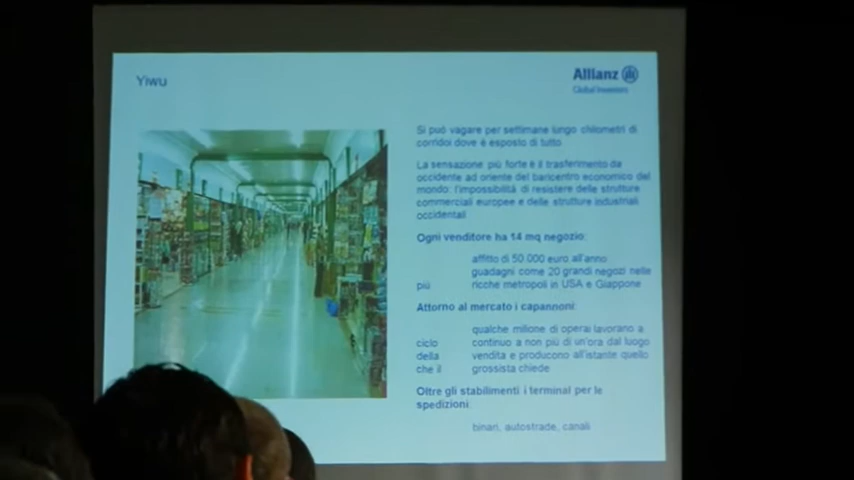 Yiwu
Allianz
Global Investors
Si può vagare per settimane lungo chilometri di
corridoi dove è esposto di tutto
La sensazione più forte è il trasferimento da
occidente ad oriente del baricentro economico del
mondo: l'impossibilità di resistere delle strutture
commerciali europee e delle strutture industriali
occidentali
Ogni venditore ha 14 mq negozio:
affitto di 50.000 euro all'anno
guadagni come 20 grandi negozi nelle
più ricche metropoli in USA e Giappone
Attorno al mercato i capannoni:
qualche milione di operai lavorano a
ciclo continuo a non più di un'ora dal luogo
della vendita e producono all'istante quello
che il grossista chiede
Oltre gli stabilimenti i terminal per le
spedizioni:
binari, autostrade, canali